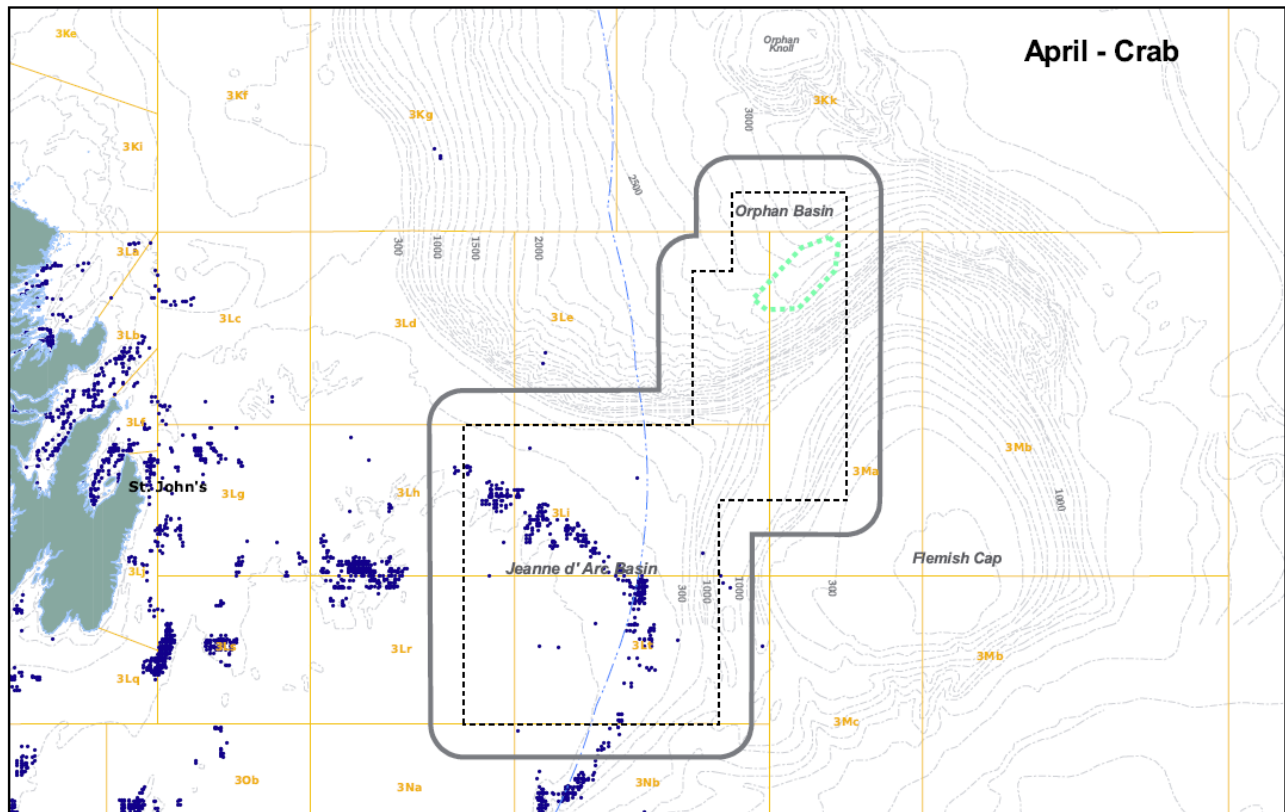 April - Crab
3Ke
Orphan
Knoll
3Kf
3Kk
3Kg
3000
3Ki
2500
Orphan Basin
3La
300
1000
1500
2000
3Lc
3Le
3Ld
3Lb
3Lf
3Mb
3Ma
St. John's
3Lg
3Lh
1000
3Li
Flemish Cap
Jeanne d' Arc Basin
3Lj
300
1000
1000
300
3Ls
3Lr
3Mb
3Lq
3Mc
3Ob
3Na
3Nb